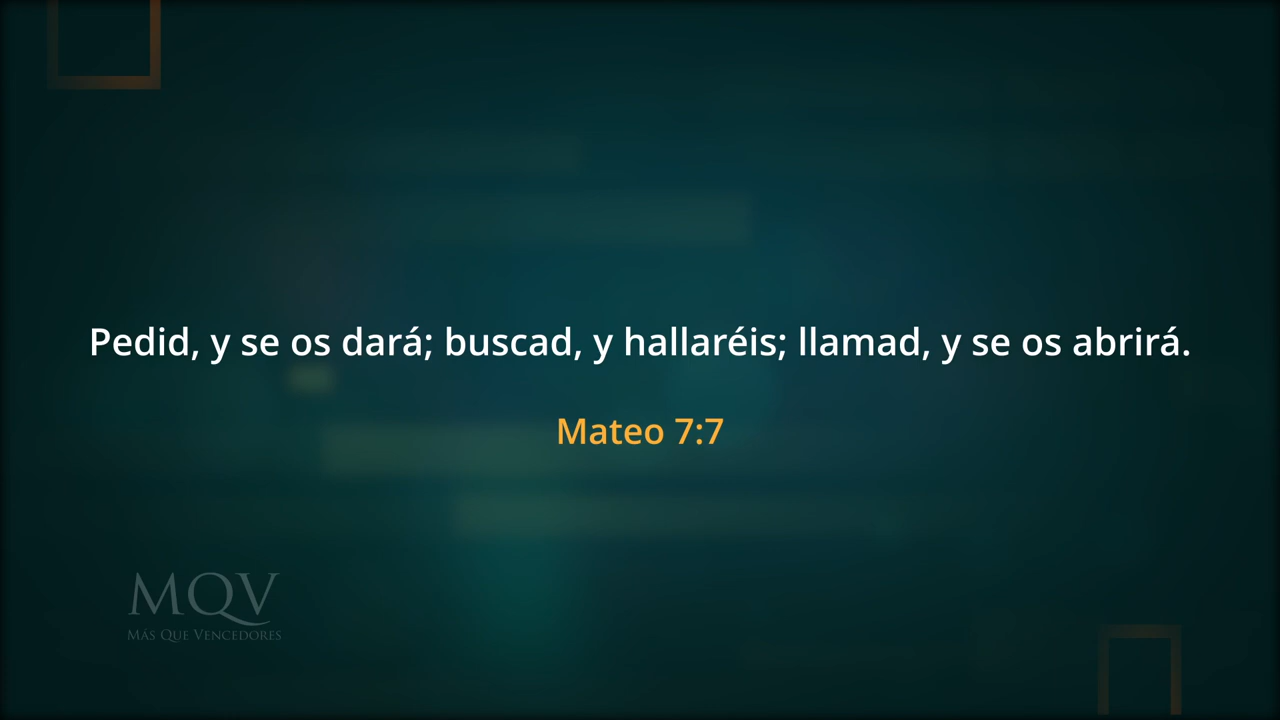 Pedid, y se os dará; buscad, y hallaréis; llamad, y se os abrirá.
Mateo 7:7
MQV
Más Que Vencedores